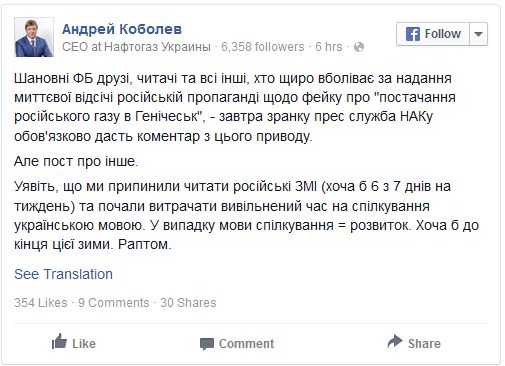 Андрей Коболев
CEO at Нафтогаз Украины · 6,358 followers · 6 hrs ·
Follow
Шановні ФБ друзі, читачі та всі інші, хто щиро вболіває за надання
миттєвої відсічі російській пропаганді щодо фейку про "постачання
російського газу в Генічеськ", - завтра зранку прес служба НАКу
обов'язково дасть коментар з цього приводу.
Але пост про інше.
Уявіть, що ми припинили читати російські ЗМІ (хоча б 6 з 7 днів на
тиждень) та почали витрачати вивільнений час на спілкування
українською мовою. У випадку мови спілкування = розвиток. Хоча б до
кінця цієї зими. Раптом.
See Translation
354 Likes · 9 Comments · 30 Shares
Like Comment Share